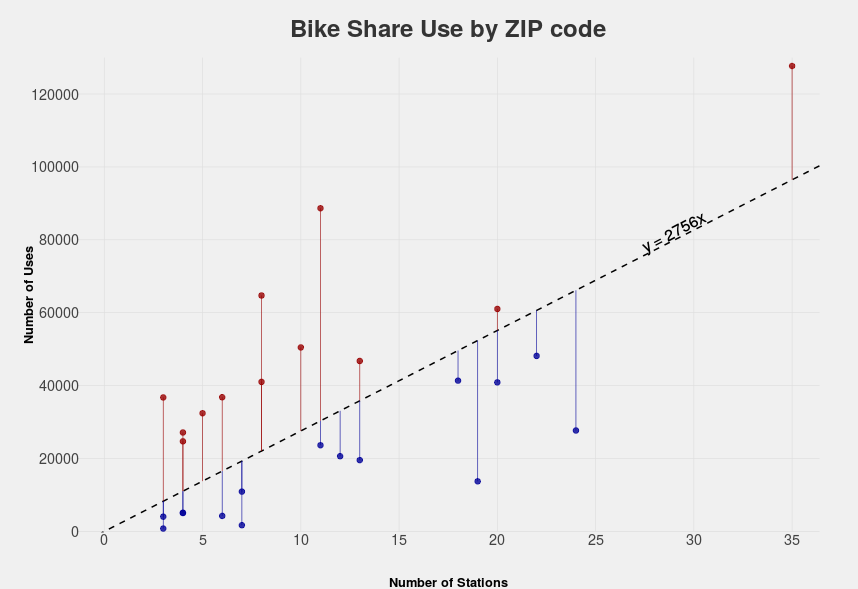 Bike Share Use by ZIP code
Number of Uses
120000
100000
80000
60000
40000
20000
0
y = 2756x
0 5 10 15 20 25 30 35
Number of Stations